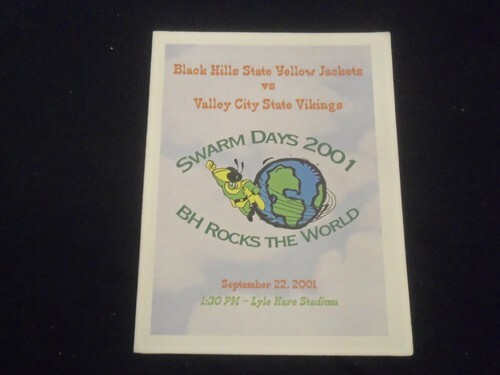 Black Hills State Yellow Jackets
vs
Valley City State Vikings
SWARM DAYS 2001
BH ROCKS THE WORLD
September 22, 2001
1:30 PM - Lyle Hare Stadium